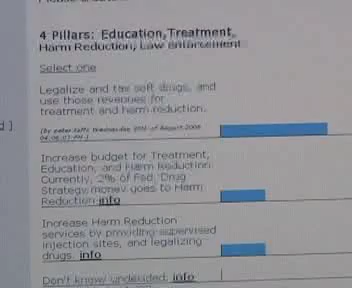 4 Pillars: Education,Treatment,
Harm Reduction, Law enforcement
Select one
Legalize and tax soft drugs, and
use those revenues for
treatment and harm-reduction.
d ]
Increase budget for Treatment,
Education, and Harm Reduction
Currently, 2% of Fed. Drug
Strategy money goes to Harm
Reduction info
Increase Harm Reduction
services by providing supervised
injection sites, and legalizing
drugs. info
Don't know/undecided. info